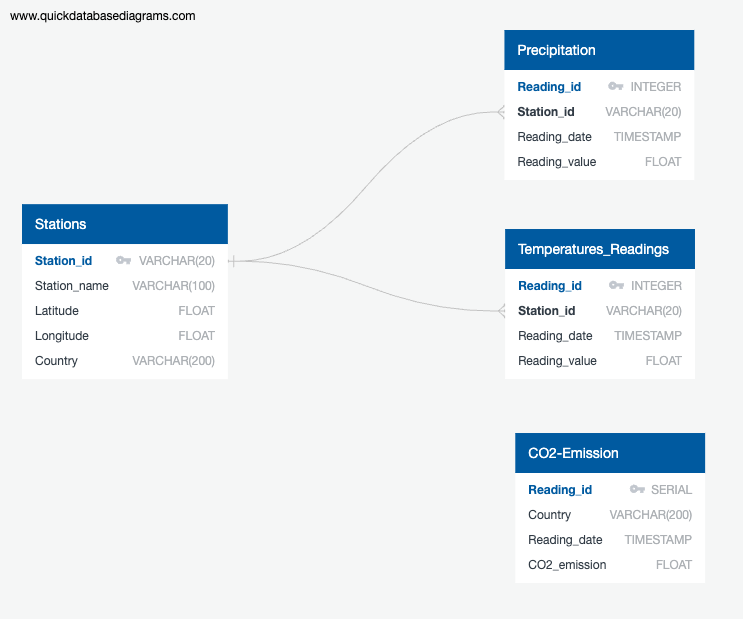 www.quickdatabasediagrams.com
Precipitation
Reading_id INTEGER
Station_id VARCHAR(20)
Reading_date TIMESTAMP
Reading_value FLOAT
Stations
Station_id VARCHAR(20)
Station_name VARCHAR(100)
Latitude FLOAT
Longitude FLOAT
Country VARCHAR(200)
Temperatures_Readings
Reading_id INTEGER
Station_id VARCHAR(20)
Reading_date TIMESTAMP
Reading_value FLOAT
CO2-Emission
Reading_id SERIAL
Country VARCHAR(200)
Reading_date TIMESTAMP
CO2_emission FLOAT